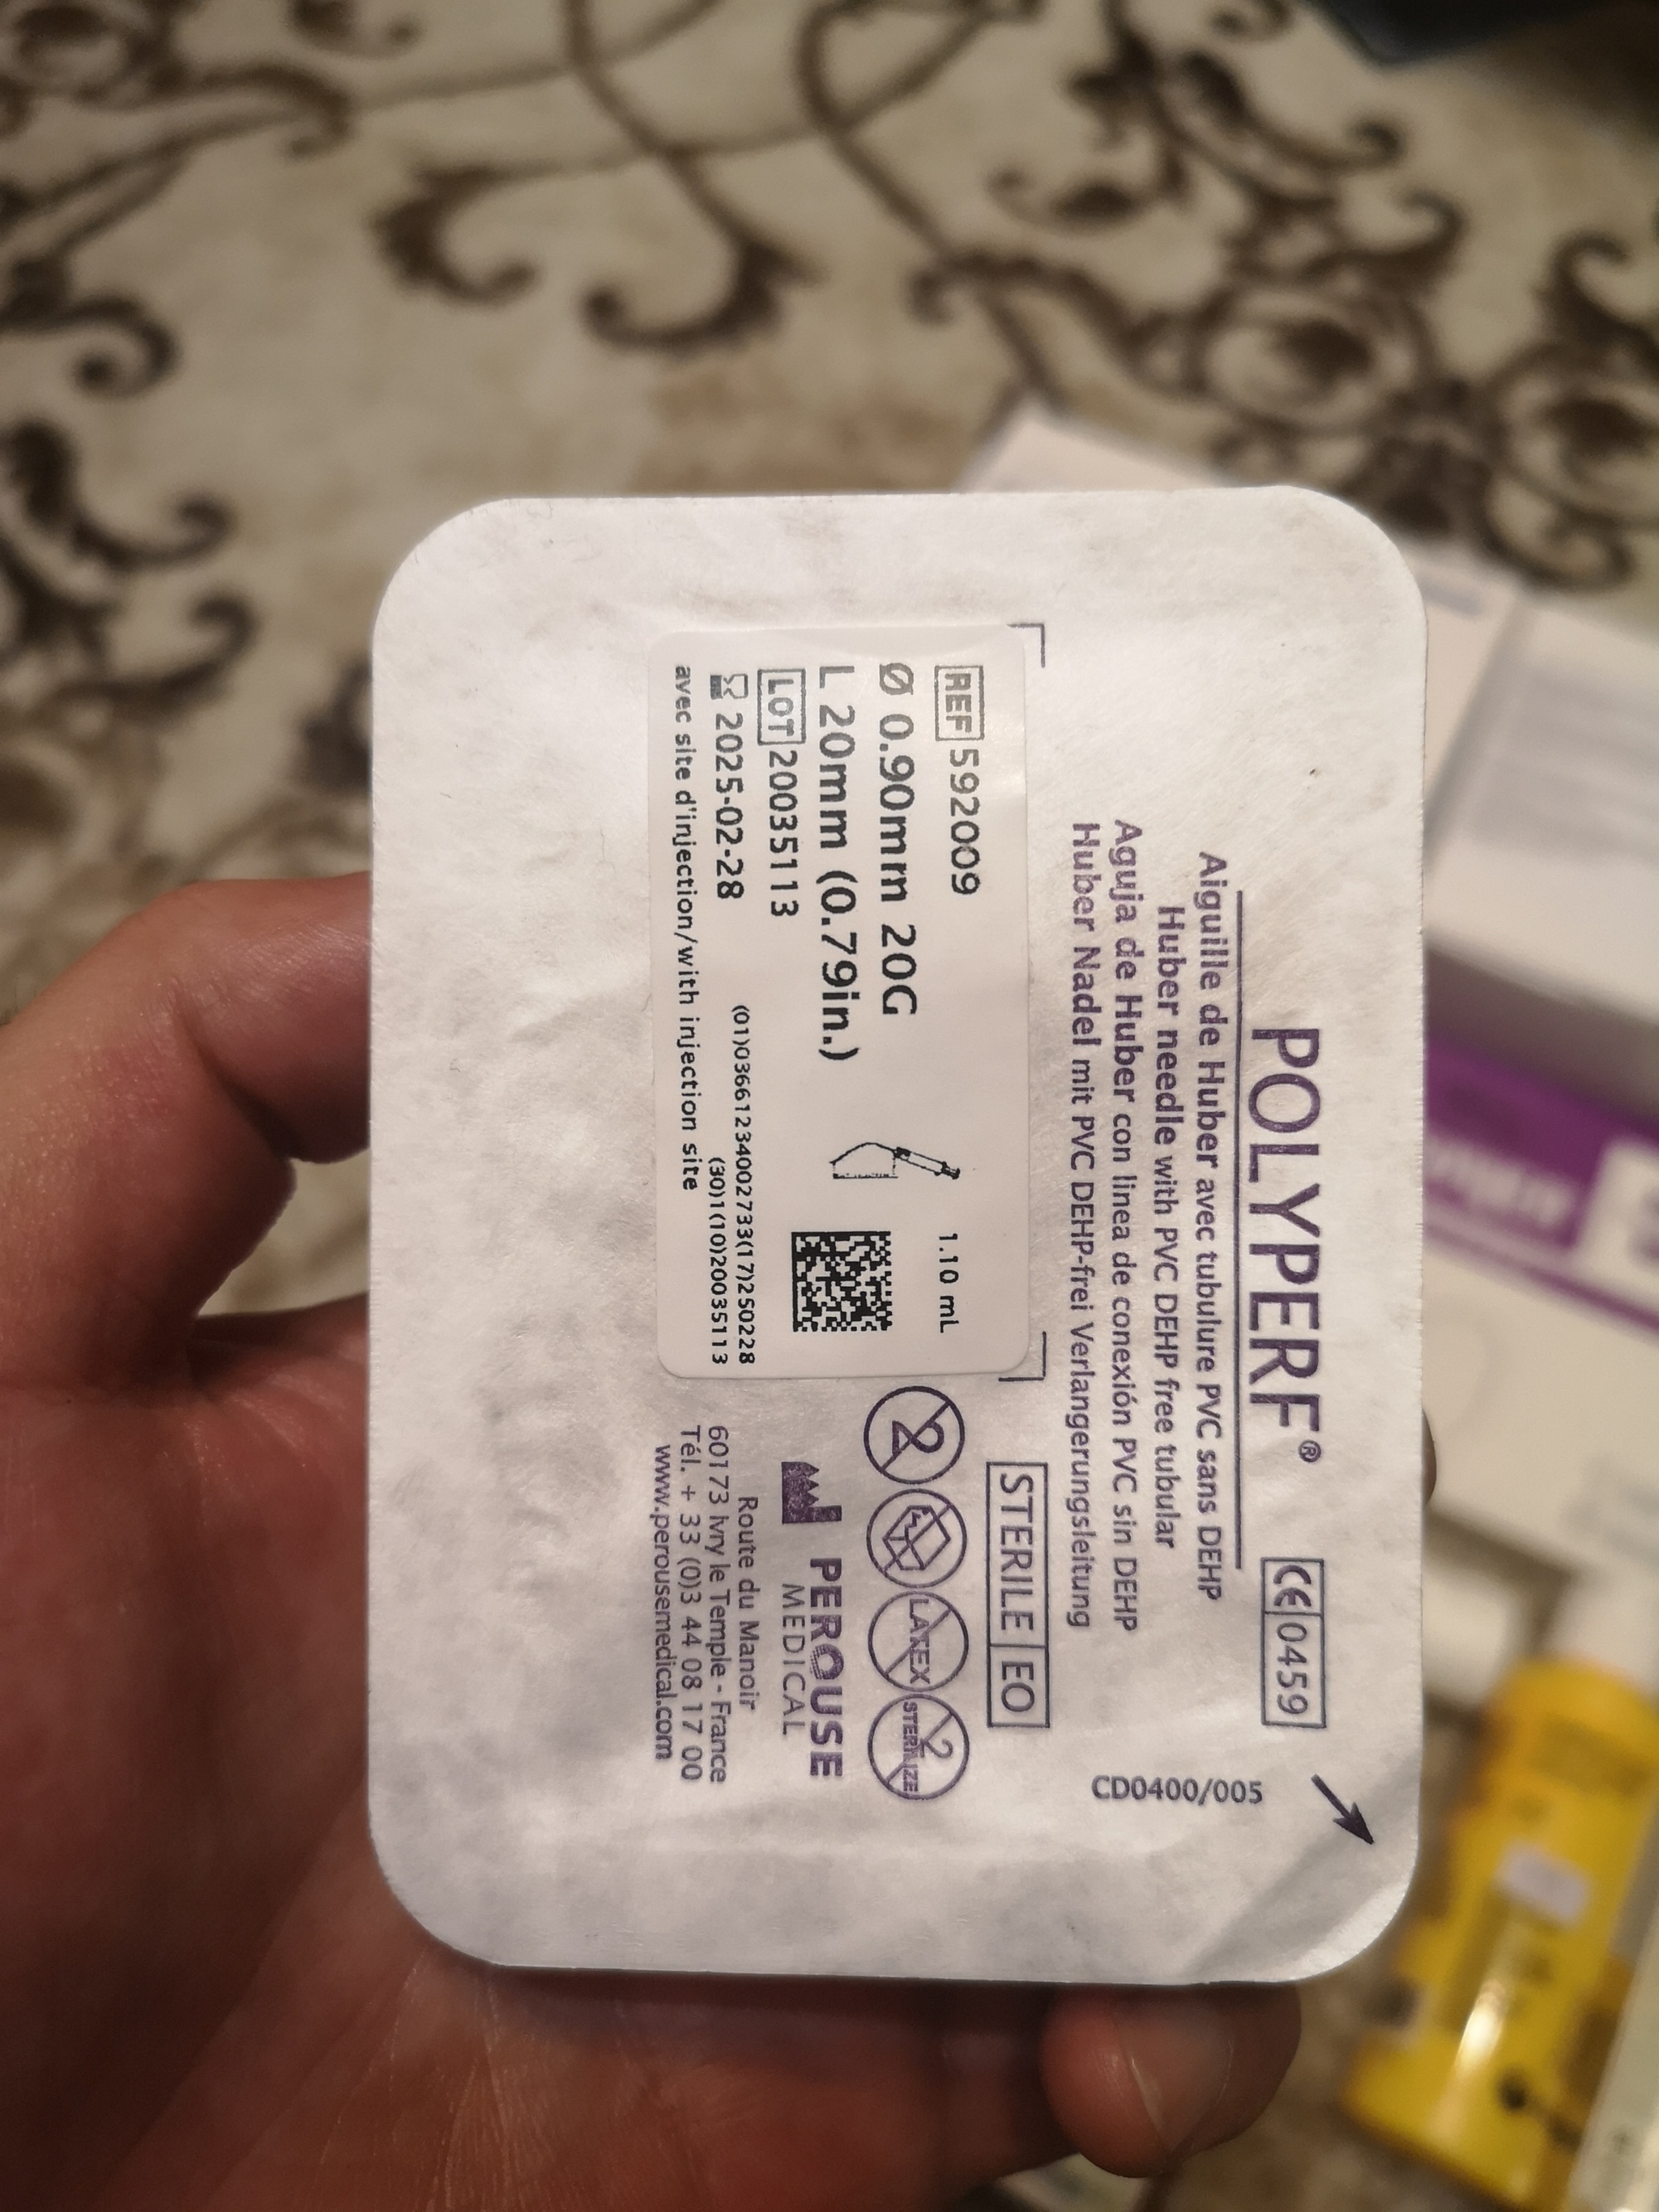 POLYPERF®
CE 0459
Aiguille de Huber avec tubulure PVC sans DEHP
Huber needle with PVC DEHP free tubular
Aguja de Huber con linea de conexión PVC sin DEHP
Huber Nadel mit PVC DEHP-frei Verlangerungsleitung
CD0400/005
REF 592009
1.10 mL
Ø 0.90mm 20G
L 20mm (0.79in.)
LOT 20035113
2025-02-28
(01)03661234002733(17)250228
(30)1(10)20035113
avec site d'injection/with injection site
STERILE EO
2
LATEX
2
STERILIZE
PEROUSE
MEDICAL
Route du Manoir
60173 Ivry le Temple - France
Tél. + 33 (0)3 44 08 17 00
www.perousemedical.com